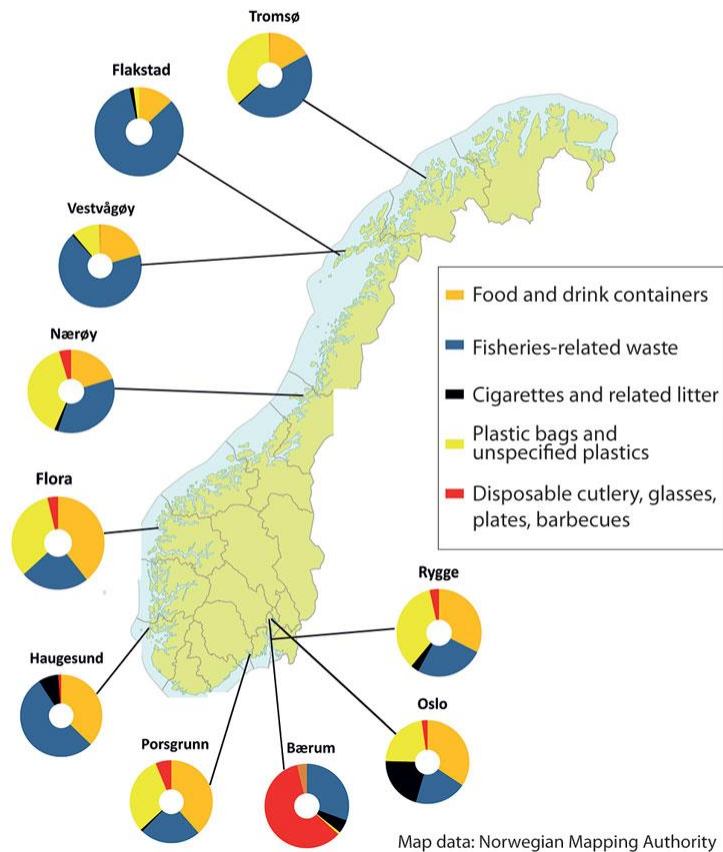 Tromsø
Flakstad
Vestvågøy
Nærøy
Flora
Haugesund
Porsgrunn
Bærum
Oslo
Rygge
Food and drink containers
Fisheries-related waste
Cigarettes and related litter
Plastic bags and
unspecified plastics
Disposable cutlery, glasses,
plates, barbecues
Map data: Norwegian Mapping Authority